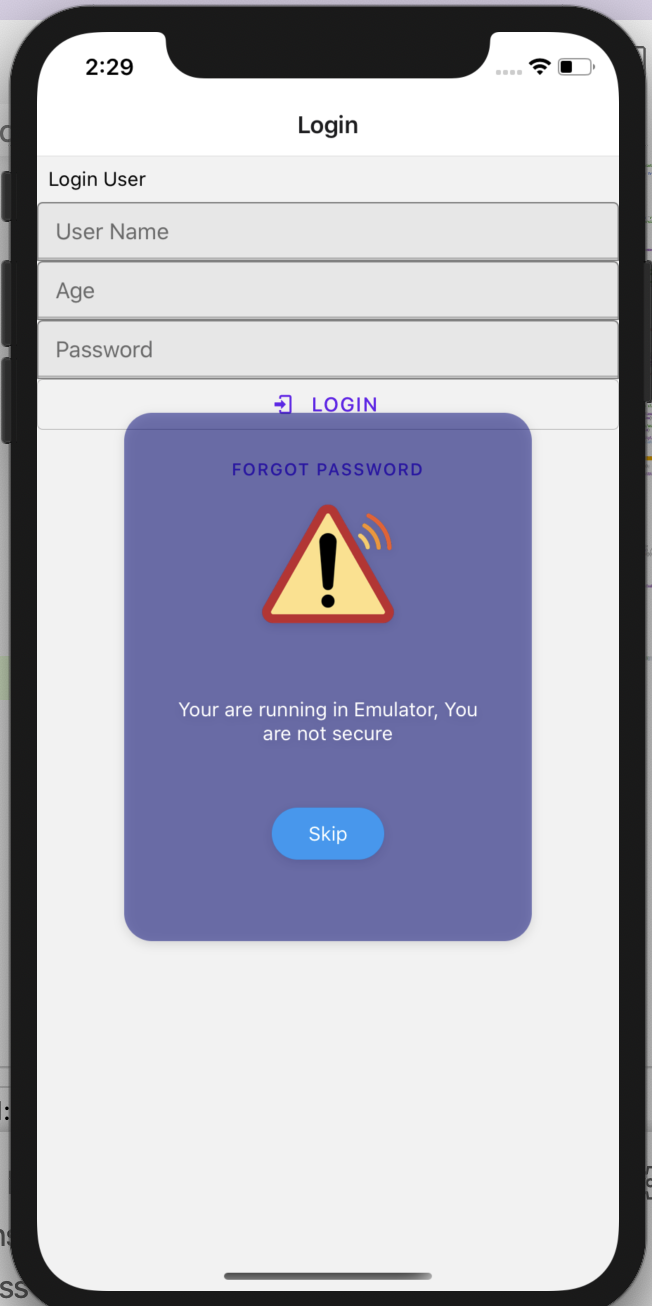 2:29
Login
Login User
User Name
Age
Password
LOGIN
FORGOT PASSWORD
Your are running in Emulator, You
are not secure
Skip